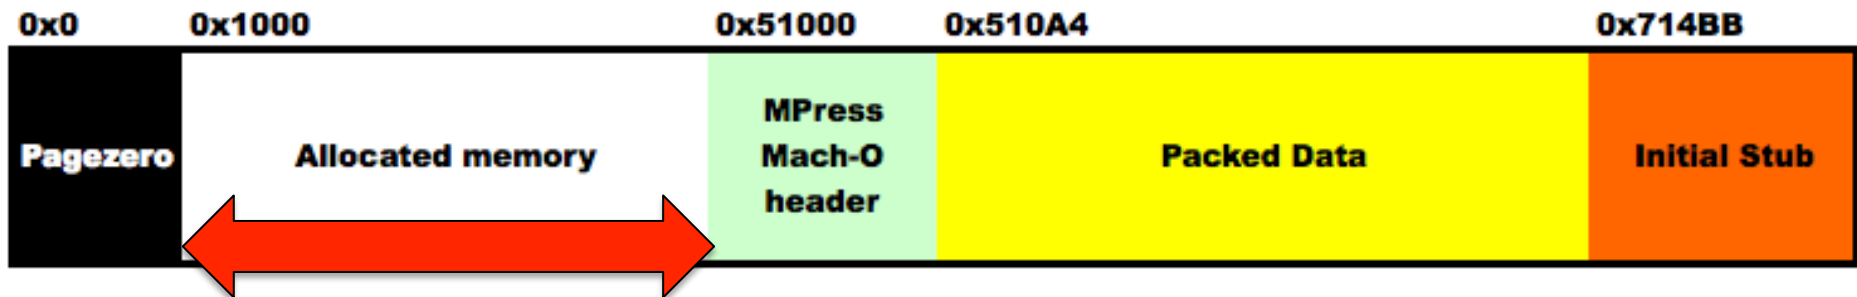 0x0 0x1000 0x51000 0x510A4 0x714BB
Pagezero
Allocated memory
MPress
Mach-O
header
Packed Data
Initial Stub